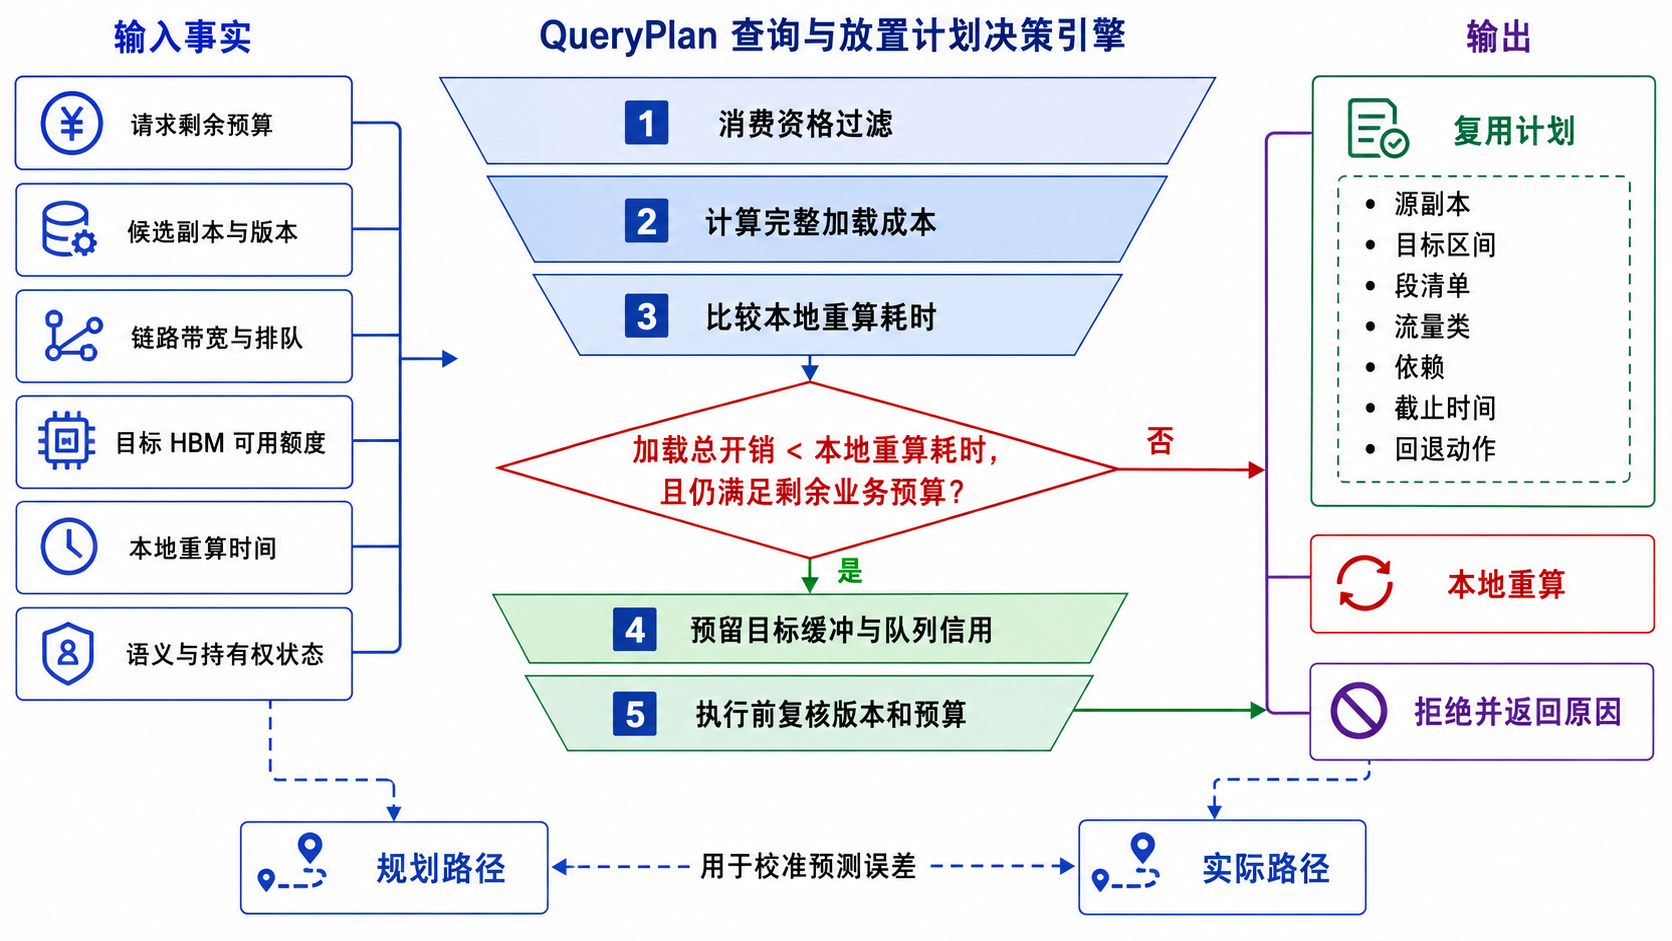 输入事实
请求剩余预算
候选副本与版本
链路带宽与排队
目标 HBM 可用额度
本地重算时间
语义与持有权状态
QueryPlan 查询与放置计划决策引擎
1 消费资格过滤
2 计算完整加载成本
3 比较本地重算耗时
加载总开销 < 本地重算耗时,
且仍满足剩余业务预算?
否
是
4 预留目标缓冲与队列信用
5 执行前复核版本和预算
输出
复用计划
• 源副本
• 目标区间
• 段清单
• 流量类
• 依赖
• 截止时间
• 回退动作
本地重算
拒绝并返回原因
规划路径
用于校准预测误差
实际路径